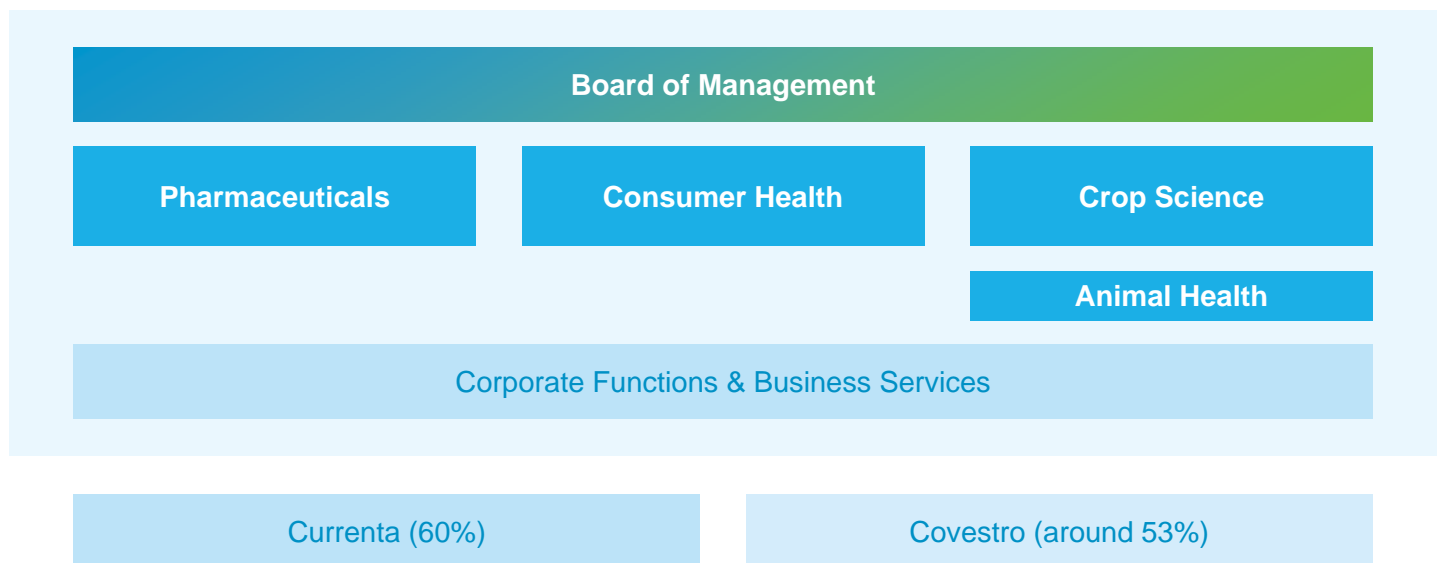 Board of Management
Pharmaceuticals
Consumer Health
Crop Science
Animal Health
Corporate Functions & Business Services
Currenta (60%)
Covestro (around 53%)